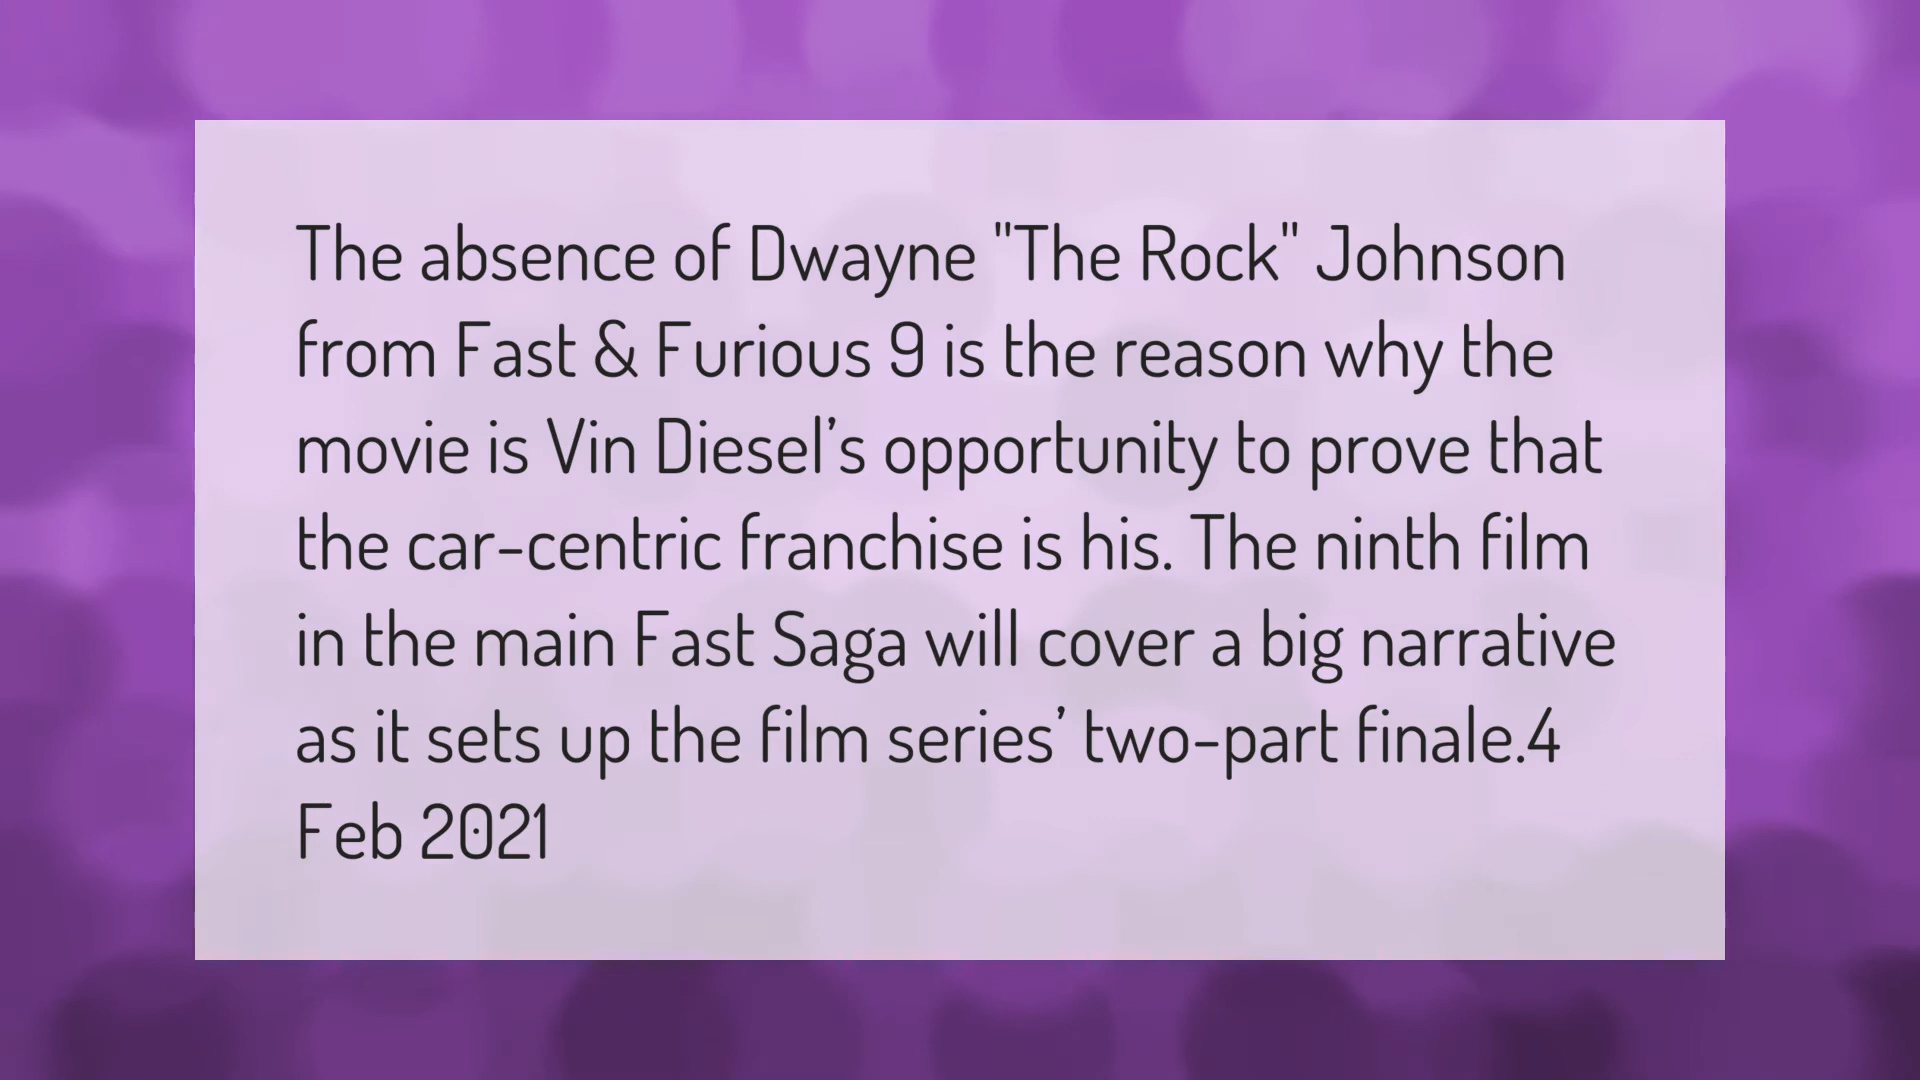 The absence of Dwayne "The Rock" Johnson
from Fast & Furious 9 is the reason why the
movie is Vin Diesel’s opportunity to prove that
the car-centric franchise is his. The ninth film
in the main Fast Saga will cover a big narrative
as it sets up the film series’ two-part finale.4
Feb 2021